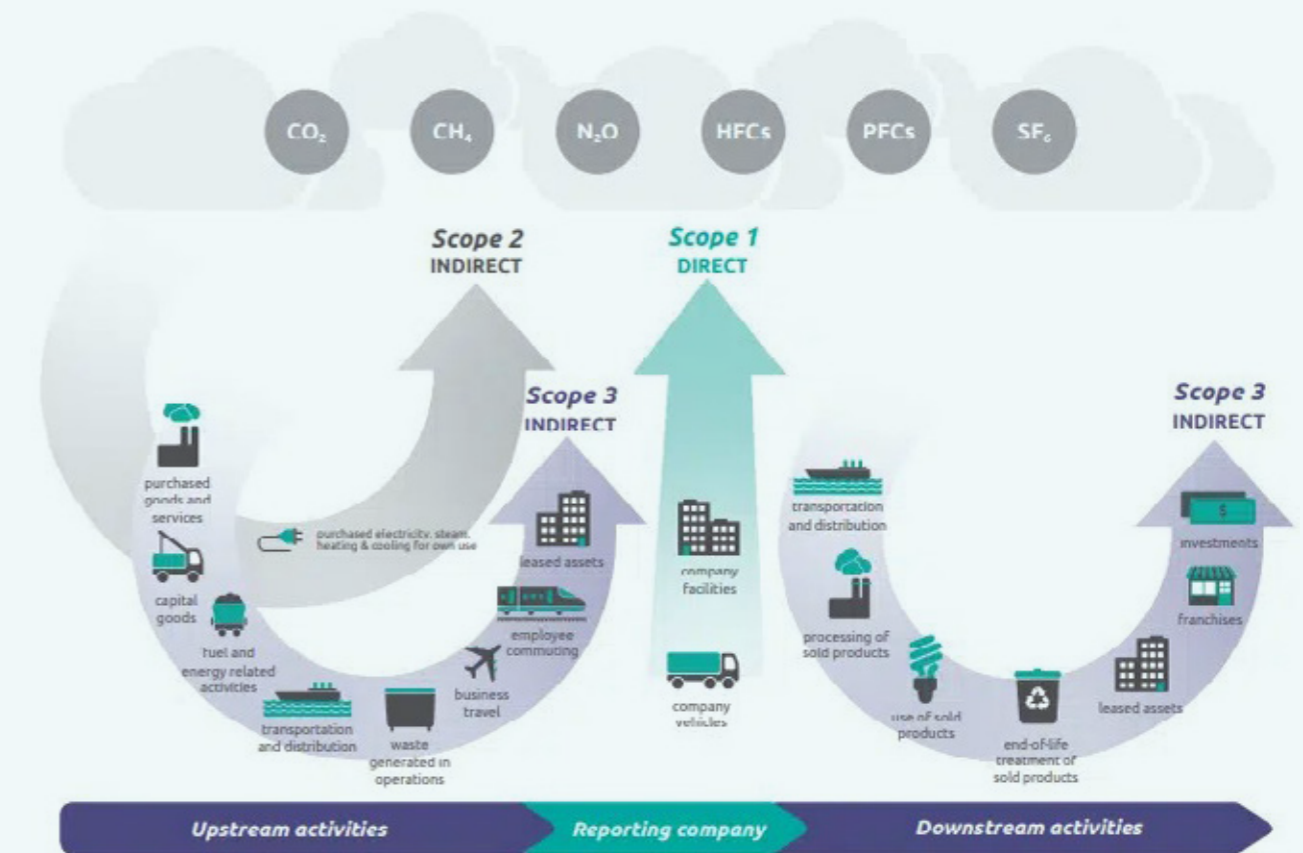 CO₂
CH₄
N₂O
HFCs
PFCs
SF₆
Scope 2
INDIRECT
Scope 1
DIRECT
Scope 3
INDIRECT
Scope 3
INDIRECT
purchased
goods and
services
capital
goods
fuel and
energy related
activities
purchased electricity, steam,
heating & cooling for own use
transportation
and distribution
waste
generated in
operations
business
travel
employee
commuting
leased assets
company
facilities
company
vehicles
transportation
and distribution
processing of
sold products
use of sold
products
end-of-life
treatment of
sold products
leased assets
franchises
$
investments
Upstream activities
Reporting company
Downstream activities